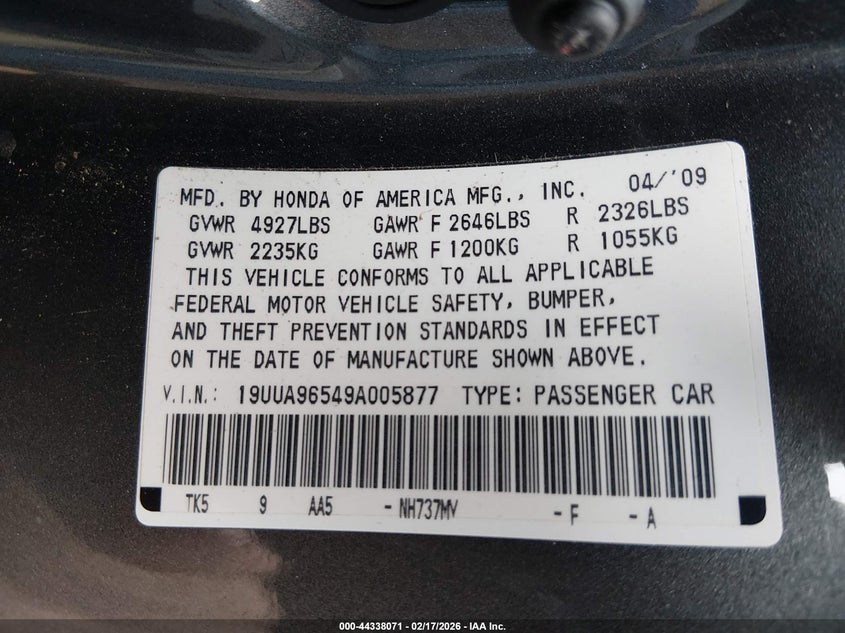 MFD. BY HONDA OF AMERICA MFG., INC. 04/'09
GVWR 4927LBS GAWR F 2646LBS R 2326LBS
GVWR 2235KG GAWR F 1200KG R 1055KG
THIS VEHICLE CONFORMS TO ALL APPLICABLE
FEDERAL MOTOR VEHICLE SAFETY, BUMPER,
AND THEFT PREVENTION STANDARDS IN EFFECT
ON THE DATE OF MANUFACTURE SHOWN ABOVE.
V.I.N.: 19UUA96549A005877 TYPE: PASSENGER CAR
TK5 9 AA5 - NH737MV - F - A
000-44338071 - 02/17/2026 - IAA Inc.